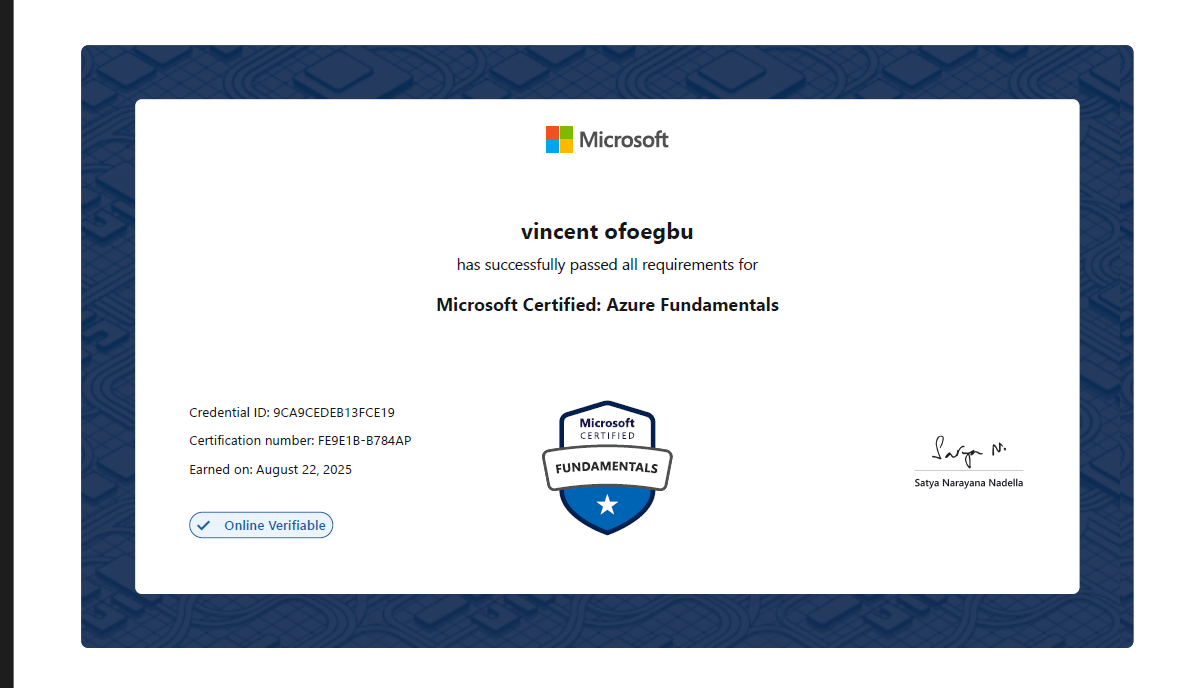 Microsoft
vincent ofoegbu
has successfully passed all requirements for
Microsoft Certified: Azure Fundamentals
Credential ID: 9CA9CEDEB13FCE19
Certification number: FE9E1B-B784AP
Earned on: August 22, 2025
Online Verifiable
Microsoft
CERTIFIED
FUNDAMENTALS
Satya N.
Satya Narayana Nadella